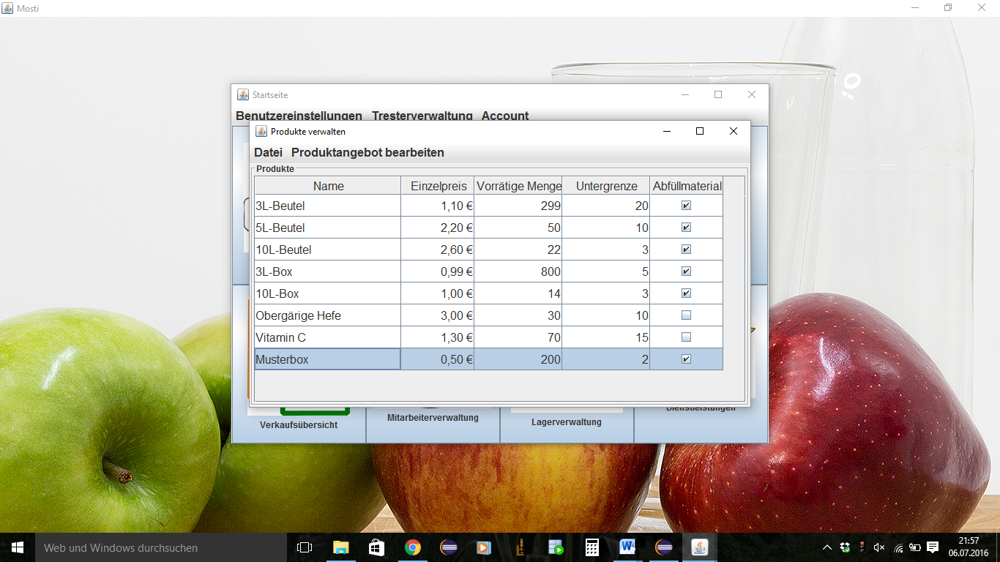 Mosti
Startseite
Benutzereinstellungen Tresterverwaltung Account
Produkte verwalten
Datei Produktangebot bearbeiten
Produkte
Name Einzelpreis Vorrätige Menge Untergrenze Abfüllmaterial
3L-Beutel 1,10 € 299 20
5L-Beutel 2,20 € 50 10
10L-Beutel 2,60 € 22 3
3L-Box 0,99 € 800 5
10L-Box 1,00 € 14 3
Obergärige Hefe 3,00 € 30 10
Vitamin C 1,30 € 70 15
Musterbox 0,50 € 200 2
Verkaufsübersicht Mitarbeiterverwaltung Lagerverwaltung Dienstleistungen
Web und Windows durchsuchen
21:57
06.07.2016